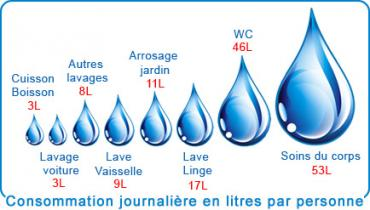 Cuisson
Boisson
3L
Lavage
voiture
3L
Autres
lavages
8L
Lave
Vaisselle
9L
Arrosage
jardin
11L
Lave
Linge
17L
WC
46L
Soins du corps
53L
Consommation journalière en litres par personne